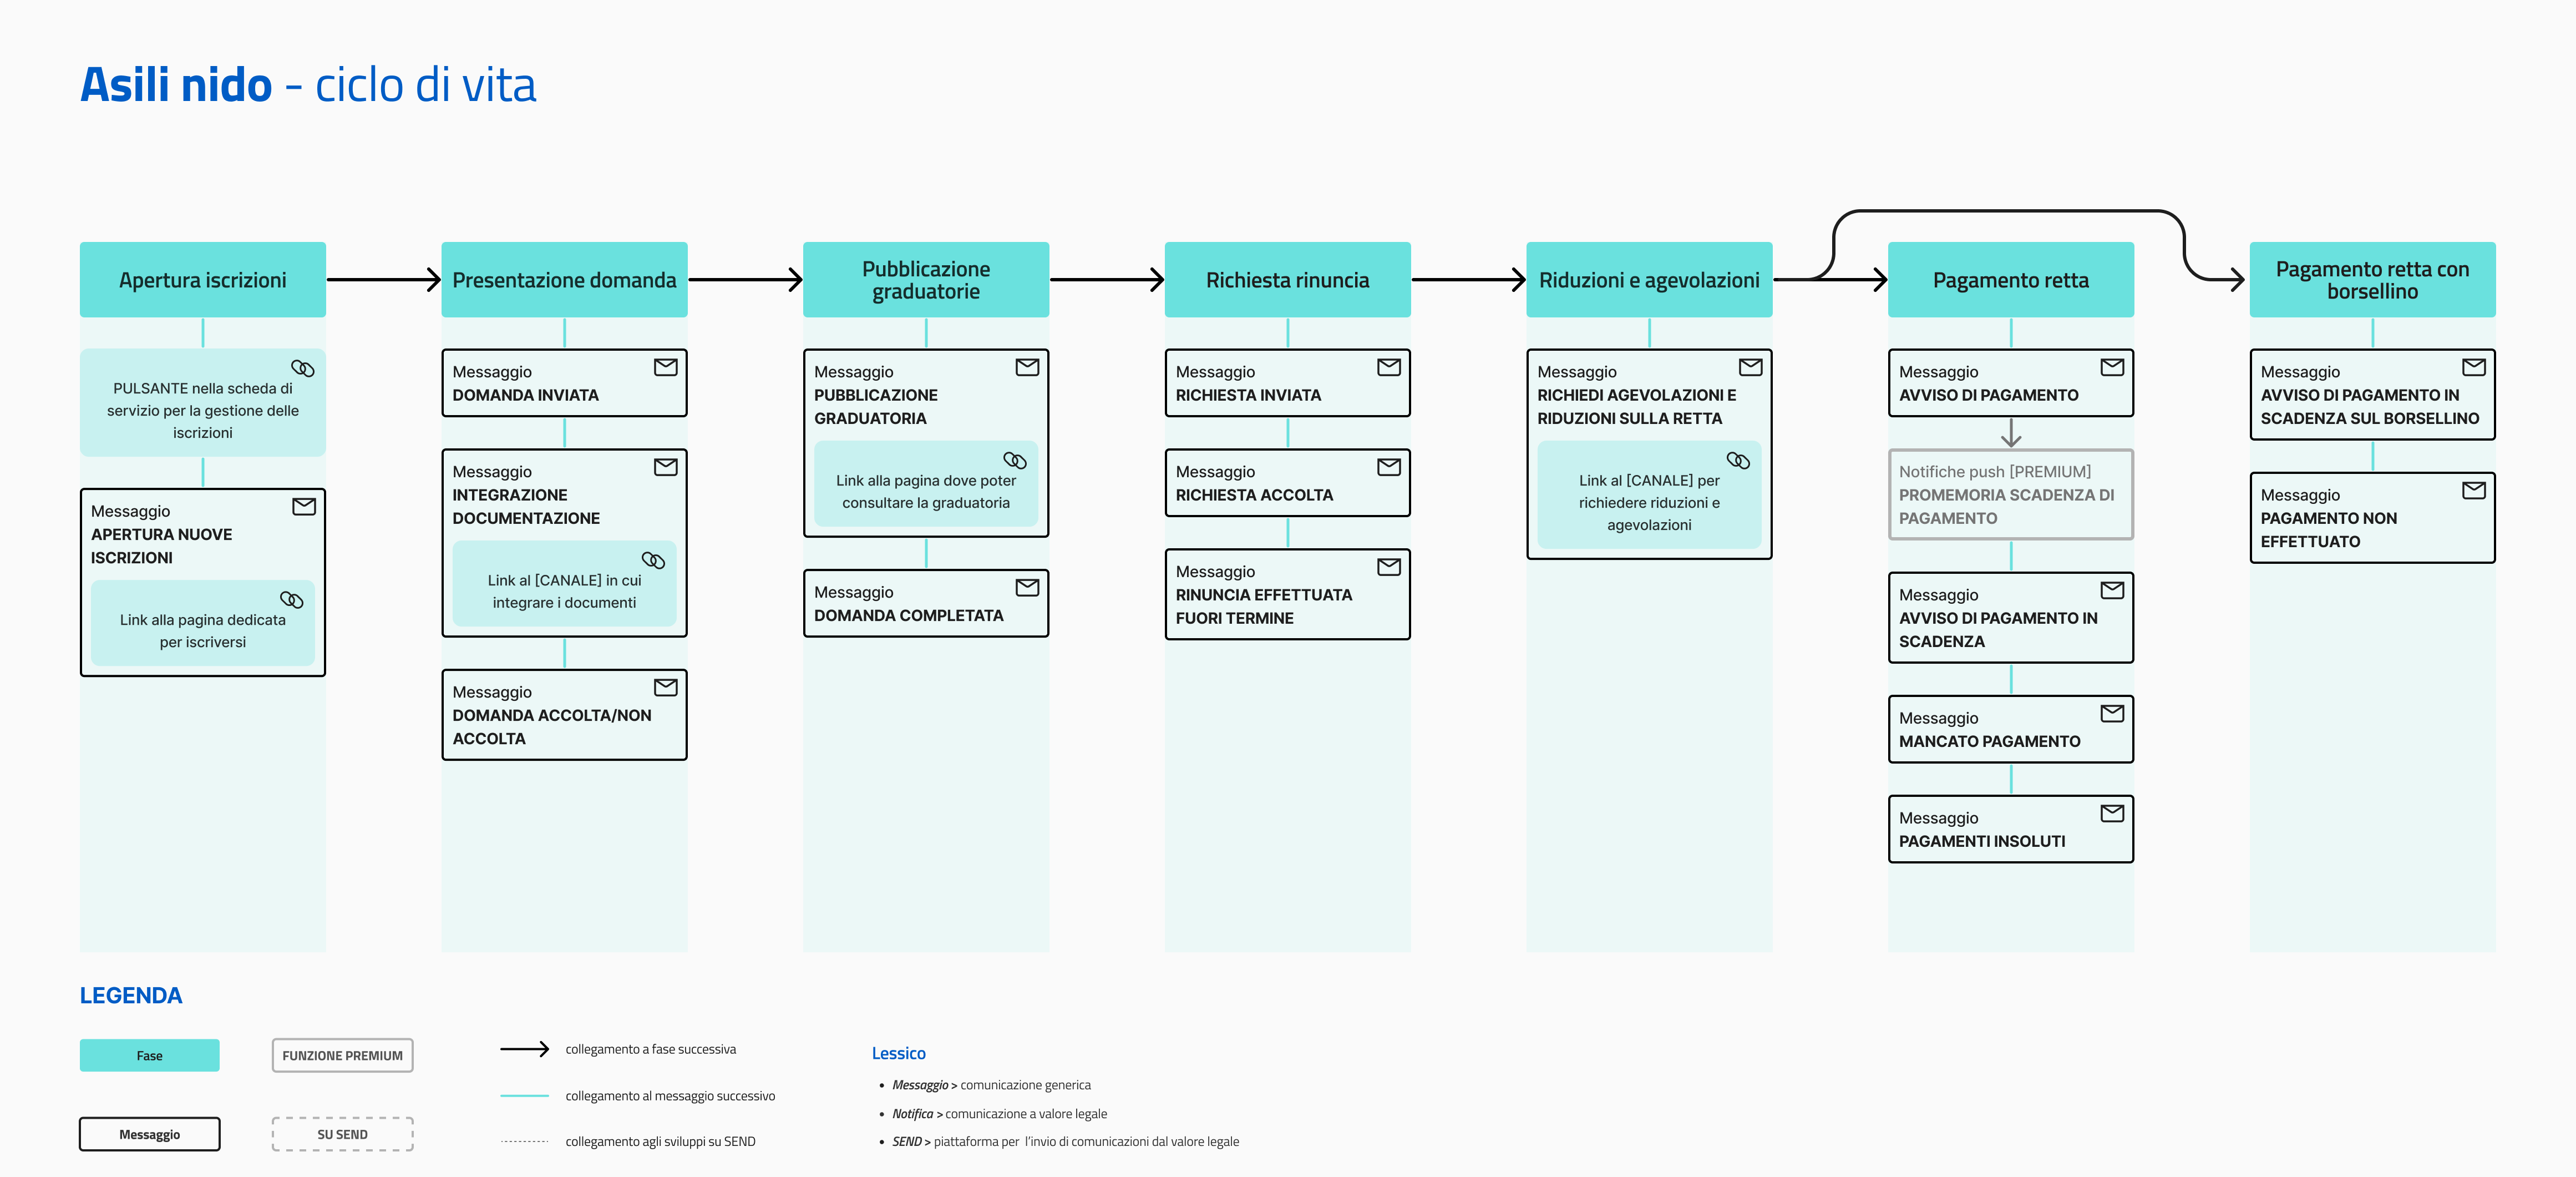 Asili nido - ciclo di vita
Apertura iscrizioni
PULSANTE nella scheda di
servizio per la gestione delle
iscrizioni
Messaggio
APERTURA NUOVE
ISCRIZIONI
Link alla pagina dedicata
per iscriversi
Presentazione domanda
Messaggio
DOMANDA INVIATA
Messaggio
INTEGRAZIONE
DOCUMENTAZIONE
Link al [CANALE] in cui
integrare i documenti
Messaggio
DOMANDA ACCOLTA/NON
ACCOLTA
Pubblicazione
graduatorie
Messaggio
PUBBLICAZIONE
GRADUATORIA
Link alla pagina dove poter
consultare la graduatoria
Messaggio
DOMANDA COMPLETATA
Richiesta rinuncia
Messaggio
RICHIESTA INVIATA
Messaggio
RICHIESTA ACCOLTA
Messaggio
RINUNCIA EFFETTUATA
FUORI TERMINE
Riduzioni e agevolazioni
Messaggio
RICHIEDI AGEVOLAZIONI E
RIDUZIONI SULLA RETTA
Link al [CANALE] per
richiedere riduzioni e
agevolazioni
Pagamento retta
Messaggio
AVVISO DI PAGAMENTO
Notifiche push [PREMIUM]
PROMEMORIA SCADENZA DI
PAGAMENTO
Messaggio
AVVISO DI PAGAMENTO IN
SCADENZA
Messaggio
MANCATO PAGAMENTO
Messaggio
PAGAMENTI INSOLUTI
Pagamento retta con
borsellino
Messaggio
AVVISO DI PAGAMENTO IN
SCADENZA SUL BORSELLINO
Messaggio
PAGAMENTO NON
EFFETTUATO
LEGENDA
Fase
FUNZIONE PREMIUM
Messaggio
SU SEND
collegamento a fase successiva
collegamento al messaggio successivo
collegamento agli sviluppi su SEND
Lessico
• Messaggio > comunicazione generica
• Notifica > comunicazione a valore legale
• SEND > piattaforma per l'invio di comunicazioni dal valore legale